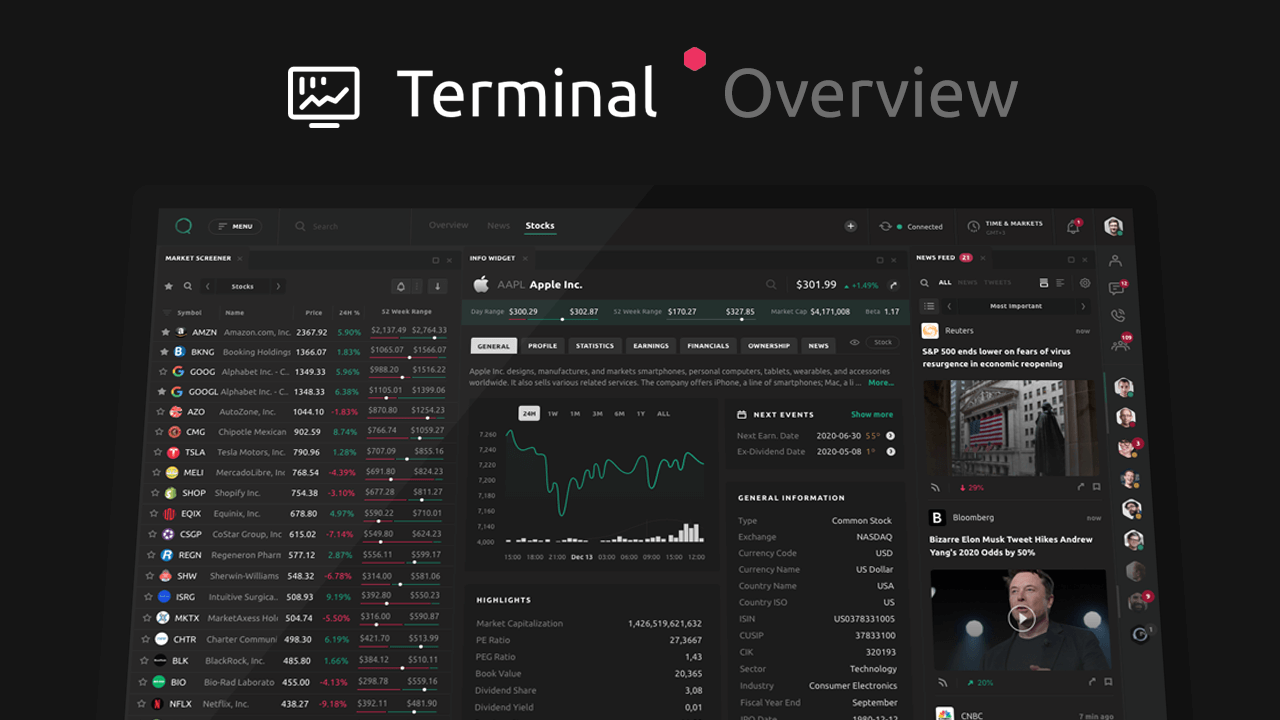 Terminal Overview
MENU
Search
Overview News Stocks
Connected
TIME & MARKETS
GMT+3
1
MARKET SCREENER
Stocks
Symbol Name Price 24H % 52 Week Range
AMZN Amazon.com, Inc. 2367.92 5.90% $2,137.49 $2,764.33
BKNG Booking Holdings 1366.07 1.83% $1065.07 $1566.07
GOOG Alphabet Inc. - C... 1349.33 5.96% $988.20 $1516.22
GOOGL Alphabet Inc. - C... 1348.33 6.38% $1105.01 $1399.06
AZO AutoZone, Inc. 1044.10 -1.83% $870.80 $1254.23
CMG Chipotle Mexican 902.59 8.74% $766.74 $1059.27
TSLA Tesla Motors, Inc. 790.96 1.28% $707.09 $855.16
MELI MercadoLibre, Inc 768.54 -4.39% $691.80 $824.23
SHOP Shopify Inc. 754.38 -3.10% $677.28 $811.27
EQIX Equinix, Inc. 678.80 4.97% $590.22 $710.01
CSGP CoStar Group, Inc 615.02 -7.14% $549.80 $624.23
REGN Regeneron Pharm 577.12 2.87% $556.11 $599.17
SHW Sherwin-Williams 548.32 -6.78% $314.00 $581.06
ISRG Intuitive Surgica.. 508.93 9.19% $392.80 $550.23
MKTX MarketAxess Hol 504.74 -5.50% $316.00 $590.87
CHTR Charter Communi 498.30 6.19% $421.70 $513.99
BLK BlackRock, Inc. 485.80 1.66% $384.12 $510.11
BIO Bio-Rad Laborato 455.00 -4.13% $298.78 $559.16
NFLX Netflix, Inc. 438.27 -9.18% $392.11 $481.90
INFO WIDGET
AAPL Apple Inc.
$301.99 +1.49%
Day Range $300.29 $302.87 52 Week Range $170.27 $327.85 Market Cap $4,171,008 Beta 1.17
GENERAL PROFILE STATISTICS EARNINGS FINANCIALS OWNERSHIP NEWS
Stock
Apple Inc. designs, manufactures, and markets smartphones, personal computers, tablets, wearables, and accessories
worldwide. It also sells various related services. The company offers iPhone, a line of smartphones; Mac, a li ... More...
24H 1W 1M 3M 6M 1Y ALL
7,260
7,240
7,220
7,200
7,180
7,160
7,140
4,000
15:00 18:00 21:00 Dec 13 03:00 06:00 09:00 15:00 12:00
NEXT EVENTS Show more
Next Earn. Date 2020-06-30 55°
Ex-Dividend Date 2020-05-08 1°
GENERAL INFORMATION
Type Common Stock
Exchange NASDAQ
Currency Code USD
Currency Name US Dollar
Country Name USA
Country ISO US
ISIN US0378331005
CUSIP 37833100
CIK 320193
Sector Technology
Industry Consumer Electronics
Fiscal Year End September
IPO Date 1980-12-12
HIGHLIGHTS
Market Capitalization 1,426,519,621,632
PE Ratio 27,3667
PEG Ratio 1,43
Book Value 20,365
Dividend Share 3,08
Dividend Yield 0,01
NEWS FEED 21
ALL NEWS TWEETS
Most Important
Reuters now
S&P 500 ends lower on fears of virus
resurgence in economic reopening
29%
B Bloomberg now
Bizarre Elon Musk Tweet Hikes Andrew
Yang's 2020 Odds by 50%
20%
CNBC 7 min ago
12
109
3
9
1